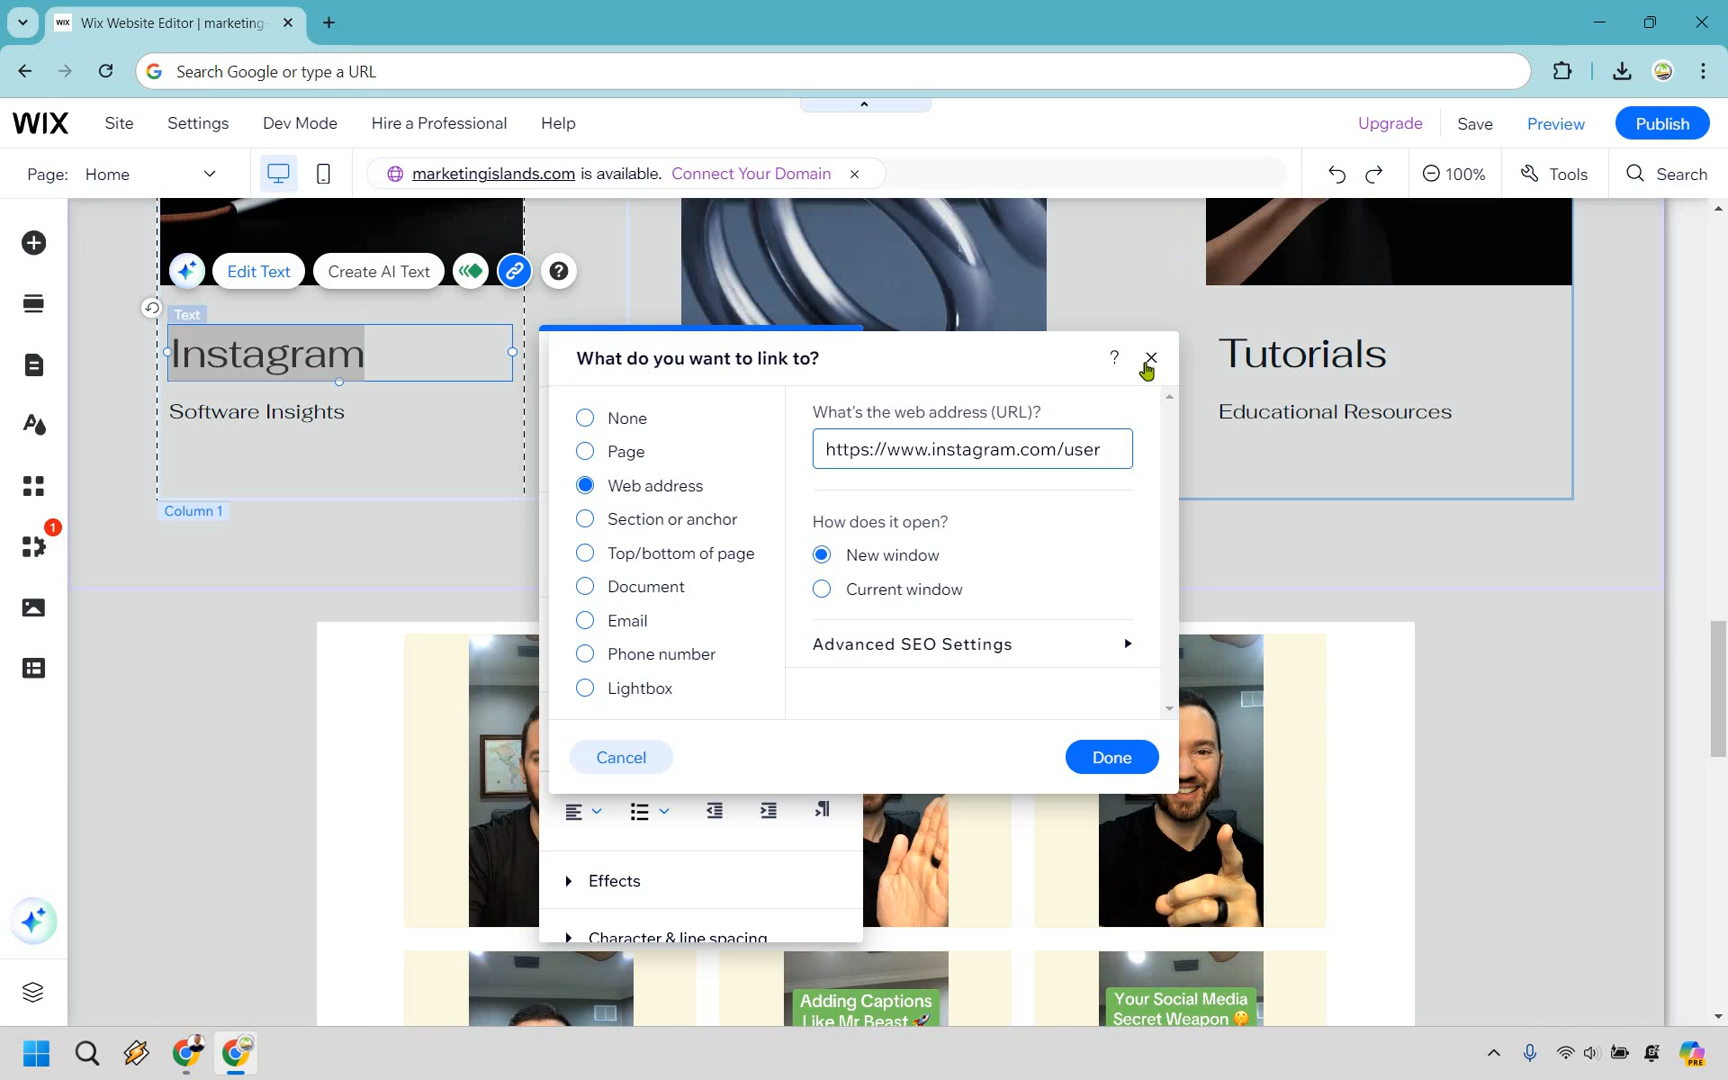 WIX Wix Website Editor | marketing-
Search Google or type a URL
WIX Site Settings Dev Mode Hire a Professional Help Upgrade Save Preview Publish
Page: Home marketingislands.com is available. Connect Your Domain 100% Tools Search
Edit Text Create AI Text
Text
Instagram
Software Insights
Column 1
What do you want to link to? ?
None
Page
Web address
Section or anchor
Top/bottom of page
Document
Email
Phone number
Lightbox
What's the web address (URL)?
https://www.instagram.com/user
How does it open?
New window
Current window
Advanced SEO Settings
Cancel Done
Tutorials
Educational Resources
1
Effects
Character & line spacing
Adding Captions
Like Mr Beast
Your Social Media
Secret Weapon
PRE